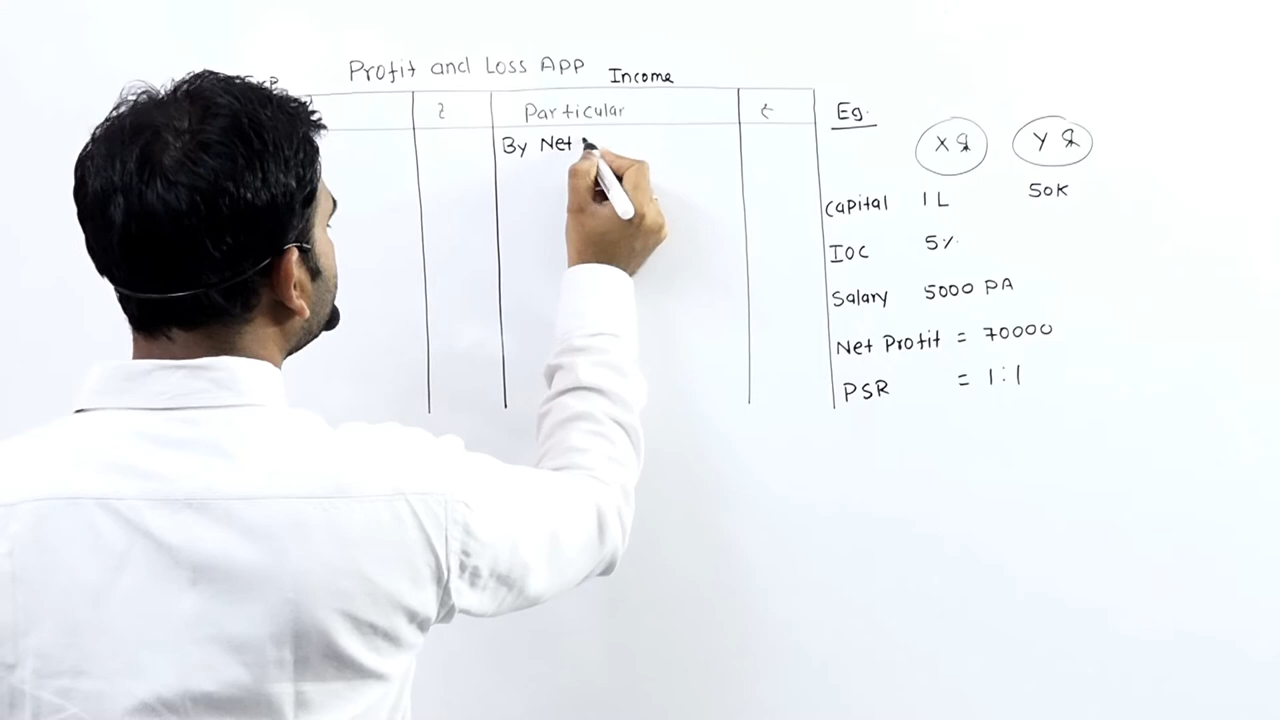 Profit and Loss App
Income
₹ Particular ₹
By Net
Eg.
X Y
Capital 1 L 50K
IOC 5%
Salary 5000 PA
Net Profit = 70000
PSR = 1:1